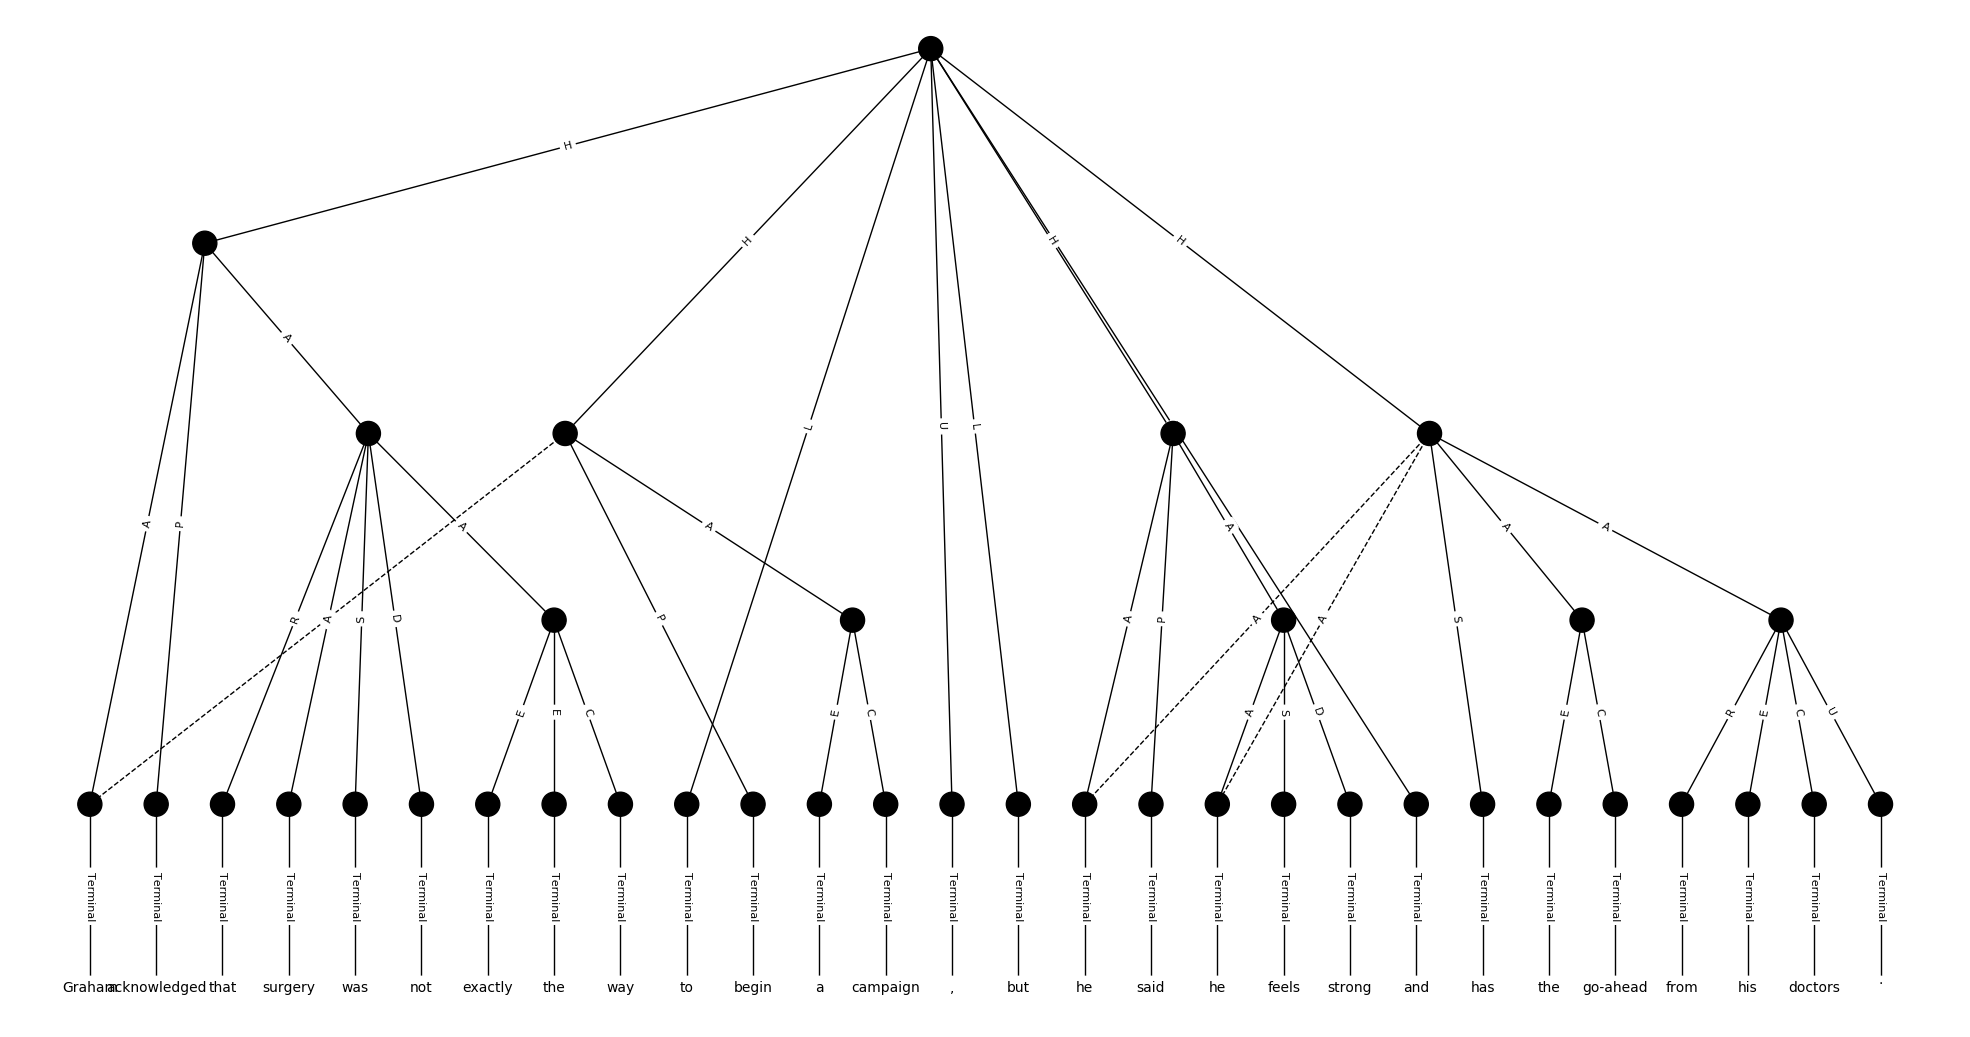 H
H H H
A
A P L U L
A A A A A
R A S D P A P A A S
E E C E C A S D E C R E C U
Terminal Terminal Terminal Terminal Terminal Terminal Terminal Terminal Terminal Terminal Terminal Terminal Terminal Terminal Terminal Terminal Terminal Terminal Terminal Terminal Terminal Terminal Terminal Terminal Terminal Terminal Terminal Terminal
Graham acknowledged that surgery was not exactly the way to begin a campaign , but he said he feels strong and has the go-ahead from his doctors .